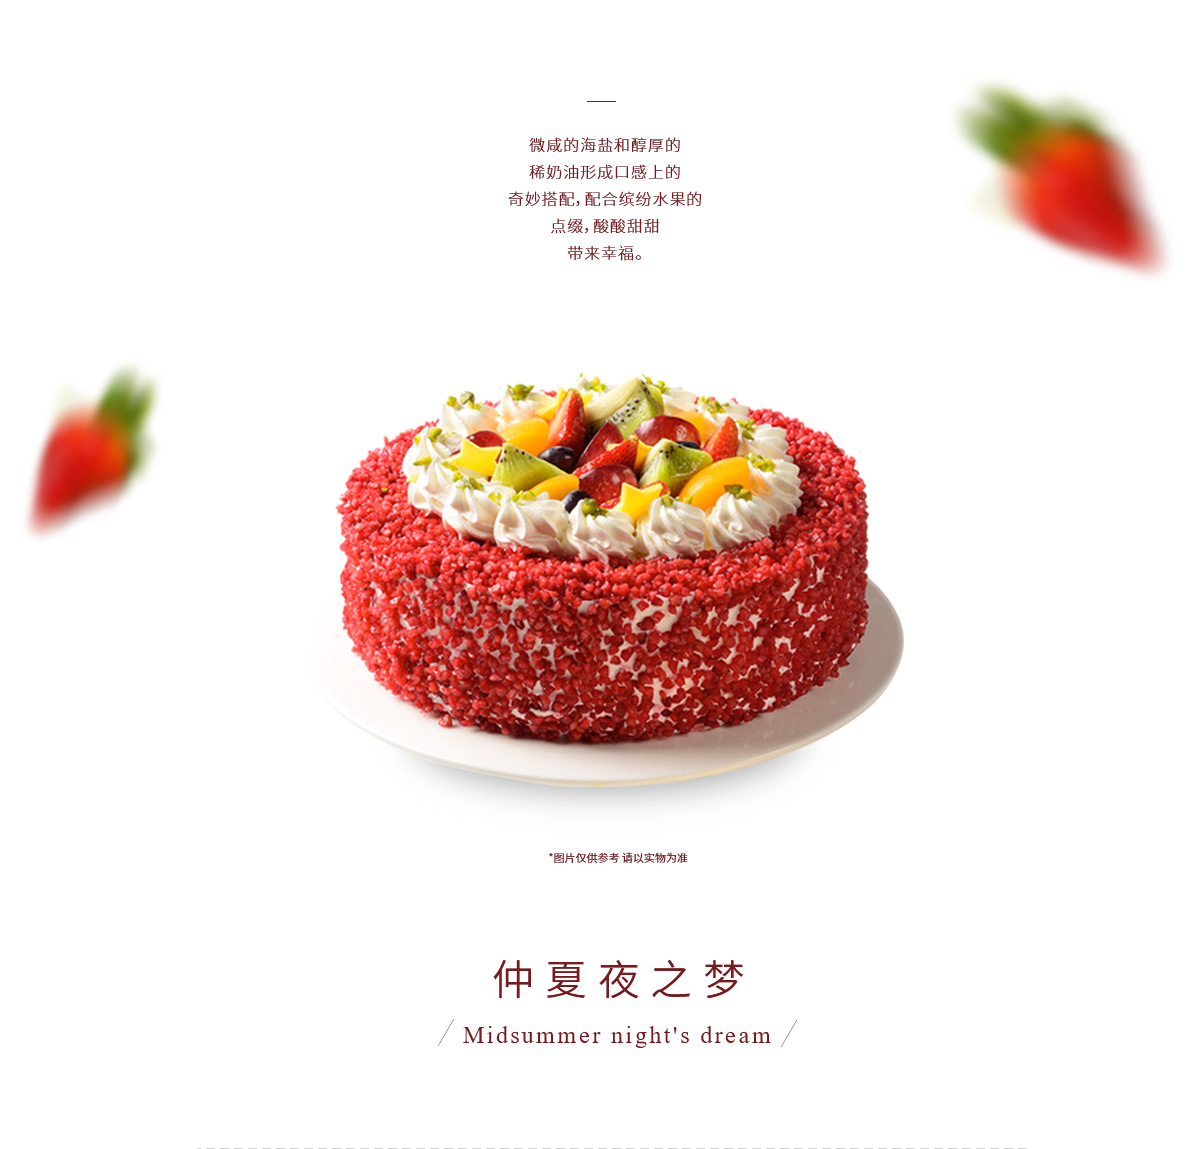 微咸的海盐和醇厚的
稀奶油形成口感上的
奇妙搭配，配合缤纷水果的
点缀，酸酸甜甜
带来幸福。
*图片仅供参考 请以实物为准
仲夏夜之梦
Midsummer night's dream